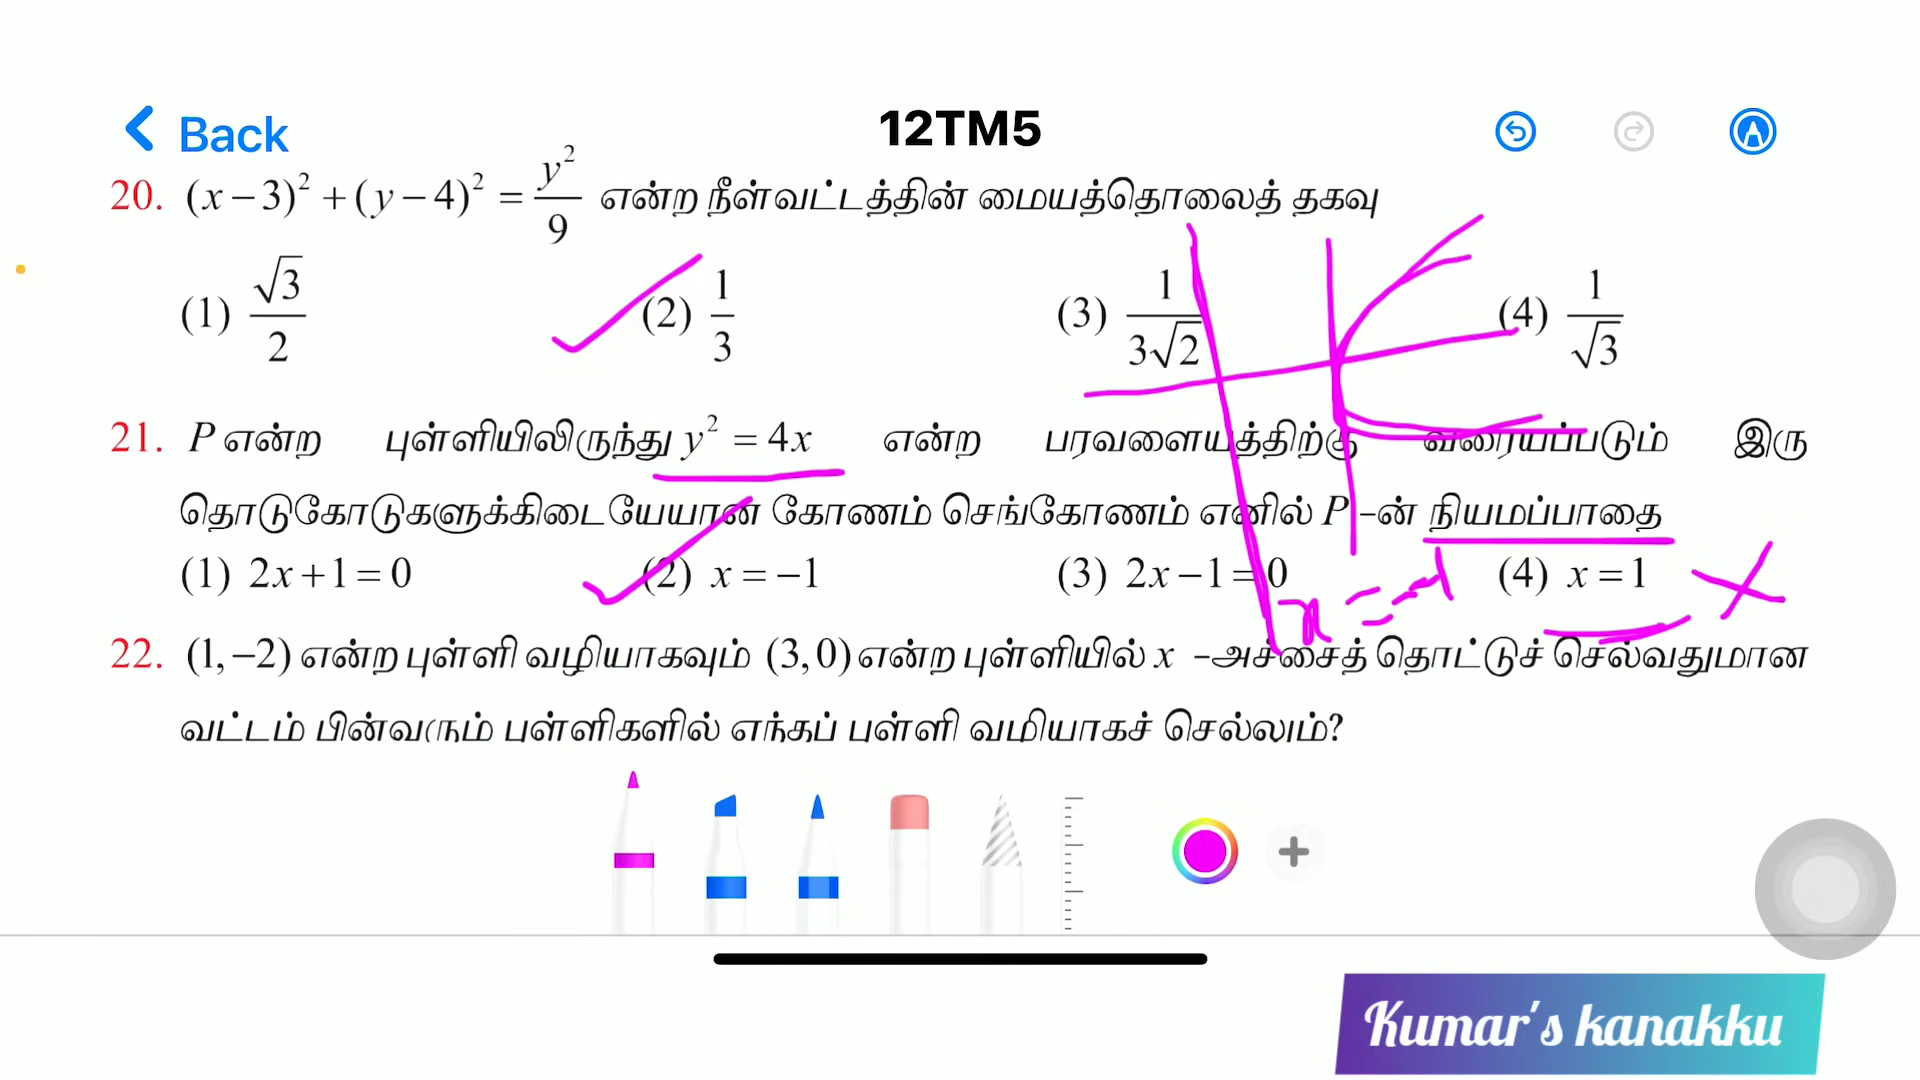 Back 12TM5
20. (x − 3)² + (y − 4)² = y²/9 என்ற நீள்வட்டத்தின் மையத்தொலைத் தகவு
(1) √3/2 (2) 1/3 (3) 1/3√2 (4) 1/√3
21. P என்ற புள்ளியிலிருந்து y² = 4x என்ற பரவளையத்திற்கு வரையப்படும் இரு
தொடுகோடுகளுக்கிடையேயான கோணம் செங்கோணம் எனில் P -ன் நியமப்பாதை
(1) 2x + 1 = 0 (2) x = −1 (3) 2x − 1 = 0 (4) x = 1
x = -1
22. (1, −2) என்ற புள்ளி வழியாகவும் (3, 0) என்ற புள்ளியில் x -அச்சைத் தொட்டுச் செல்வதுமான
வட்டம் பின்வரும் புள்ளிகளில் எந்தப் புள்ளி வழியாகச் செல்லும்?
Kumar's kanakku